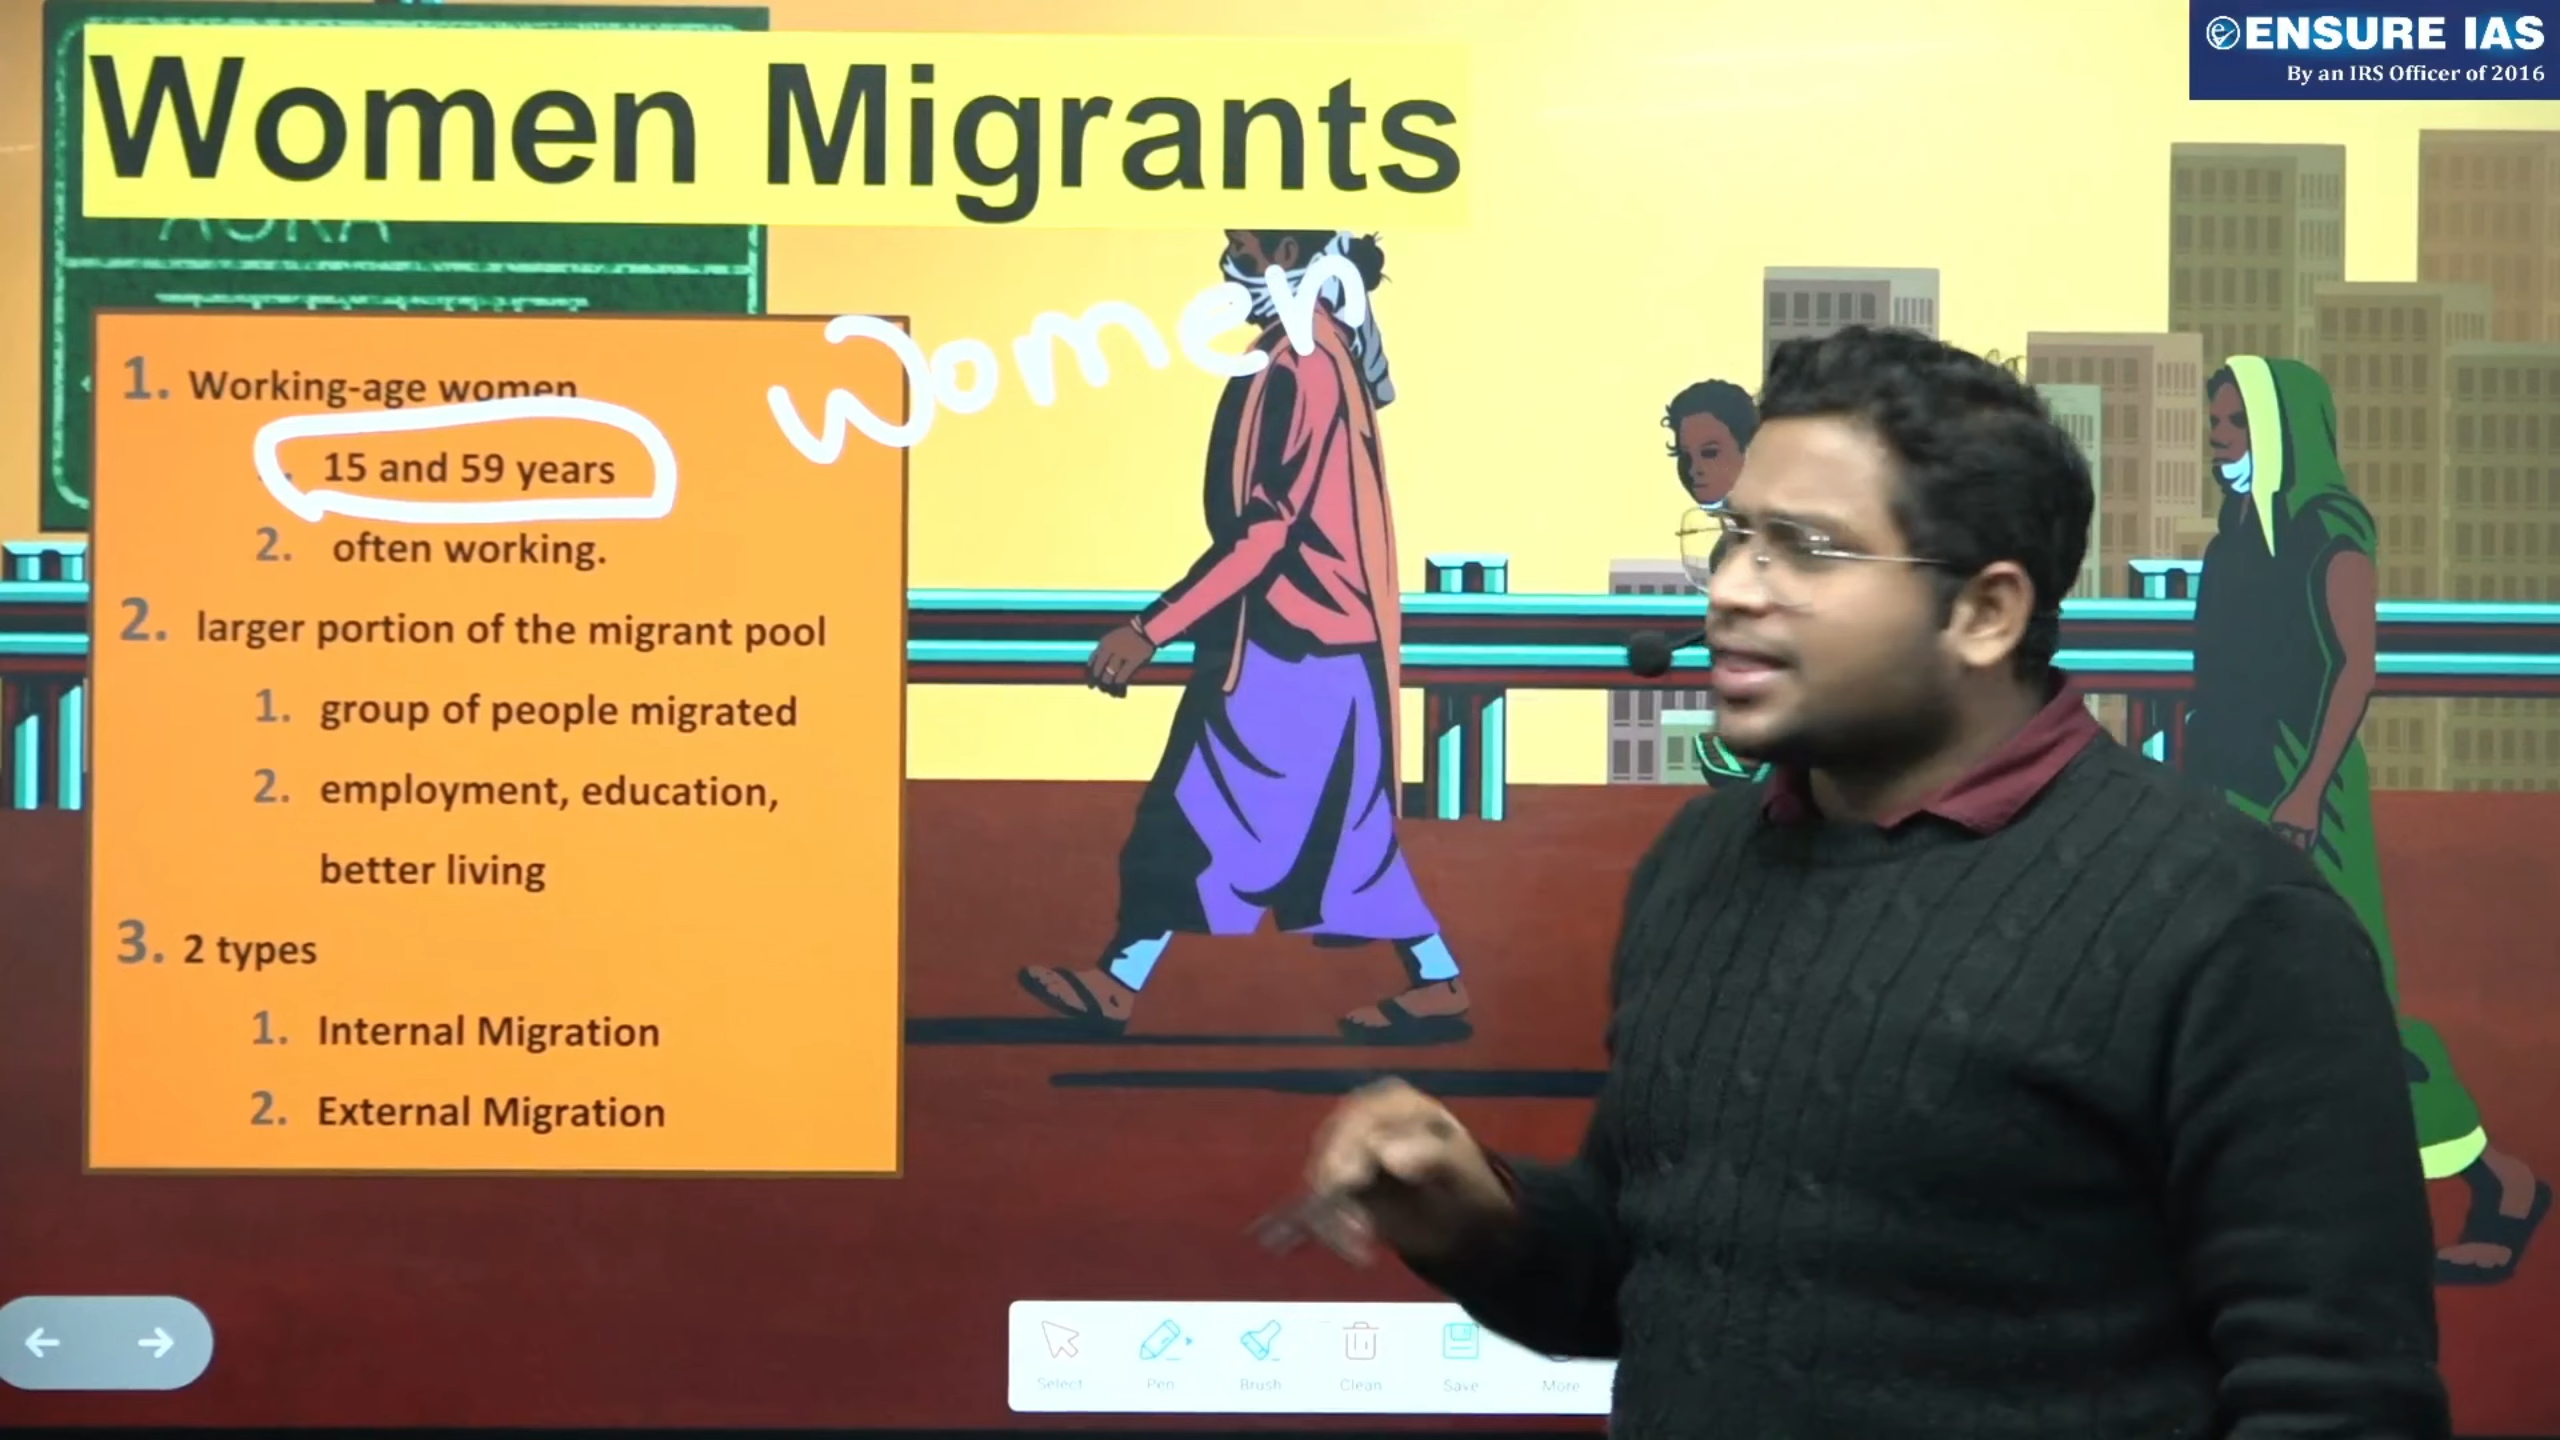 ENSURE IAS
By an IRS Officer of 2016
Women Migrants
women
1. Working-age women
15 and 59 years
2. often working.
2. larger portion of the migrant pool
1. group of people migrated
2. employment, education,
better living
3. 2 types
1. Internal Migration
2. External Migration
Select Pen Brush Clean Save More